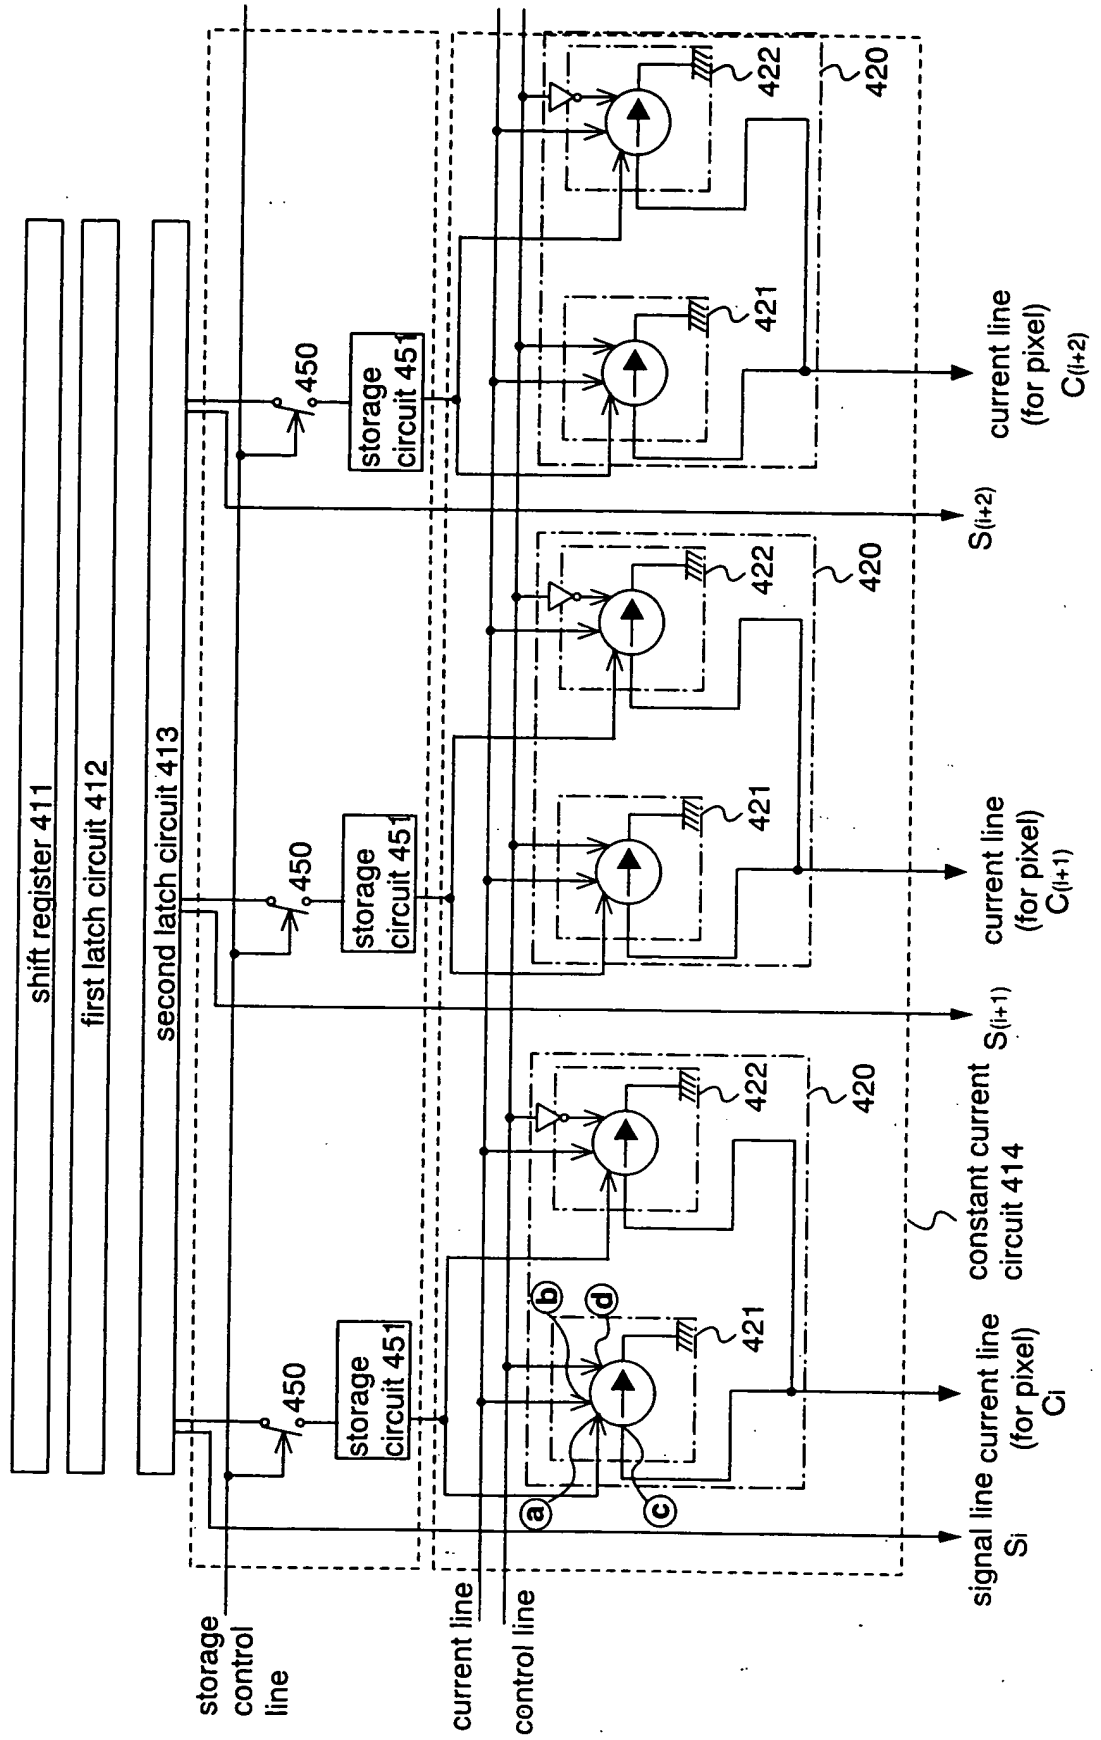 shift register 411
first latch circuit 412
second latch circuit 413
storage
control
line
450
storage
circuit 451
450
storage
circuit 451
450
storage
circuit 451
current line
control line
a
b
c
d
421
422
420
421
422
420
421
422
420
signal line
Si
current line
(for pixel)
Ci
constant current
circuit 414
S(i+1)
current line
(for pixel)
C(i+1)
S(i+2)
current line
(for pixel)
C(i+2)